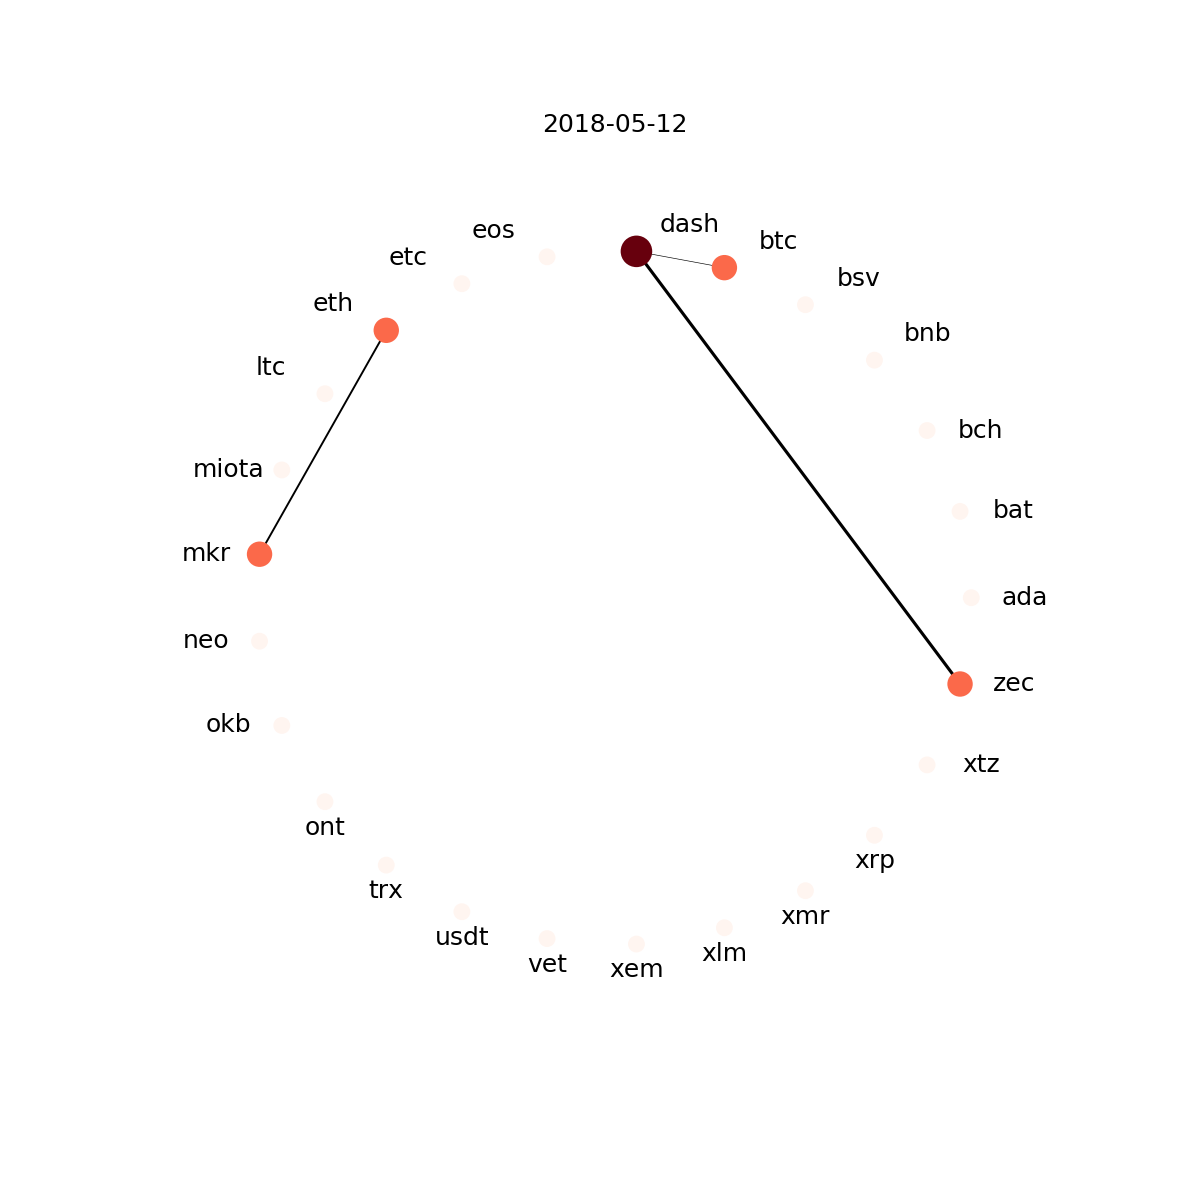 2018-05-12
dash
eos
btc
etc
bsv
eth
bnb
ltc
bch
miota
bat
mkr
ada
neo
zec
okb
xtz
ont
xrp
trx
xmr
usdt
xlm
vet
xem